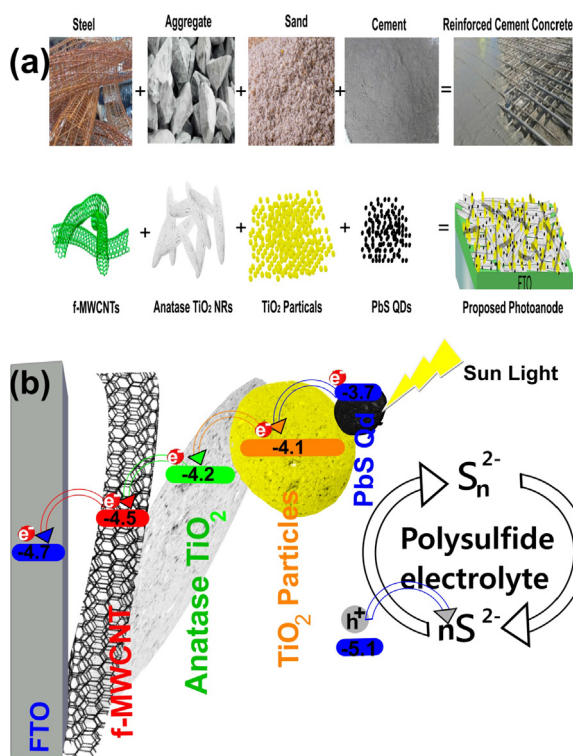 Steel
Aggregate
Sand
Cement
Reinforced Cement Concrete
(a)
+
+
+
=
+
+
+
=
FTO
f-MWCNTs
Anatase TiO₂ NRs
TiO₂ Particals
PbS QDs
Proposed Photoanode
(b)
Sun Light
e⁻
-3.7
e⁻
-4.1
e⁻
-4.2
e⁻
-4.5
e⁻
-4.7
FTO
f-MWCNT
Anatase TiO₂
TiO₂ Particles
PbS Qd
Sₙ²⁻
Polysulfide
electrolyte
nS²⁻
h⁺
-5.1